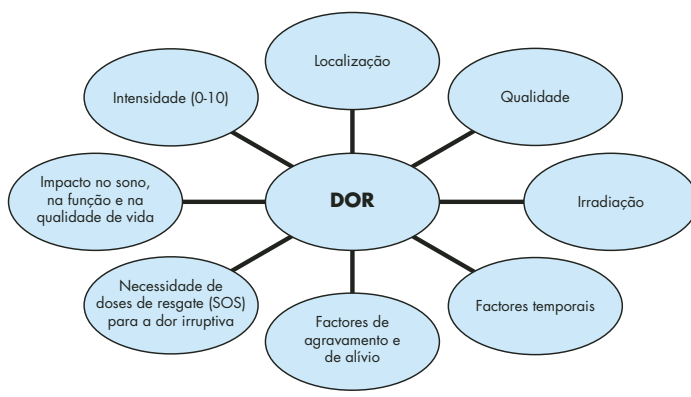 Localização
Intensidade (0-10)
Qualidade
Impacto no sono,
na função e na
qualidade de vida
DOR
Irradiação
Necessidade de
doses de resgate (SOS)
para a dor irruptiva
Factores de
agravamento e
de alívio
Factores temporais